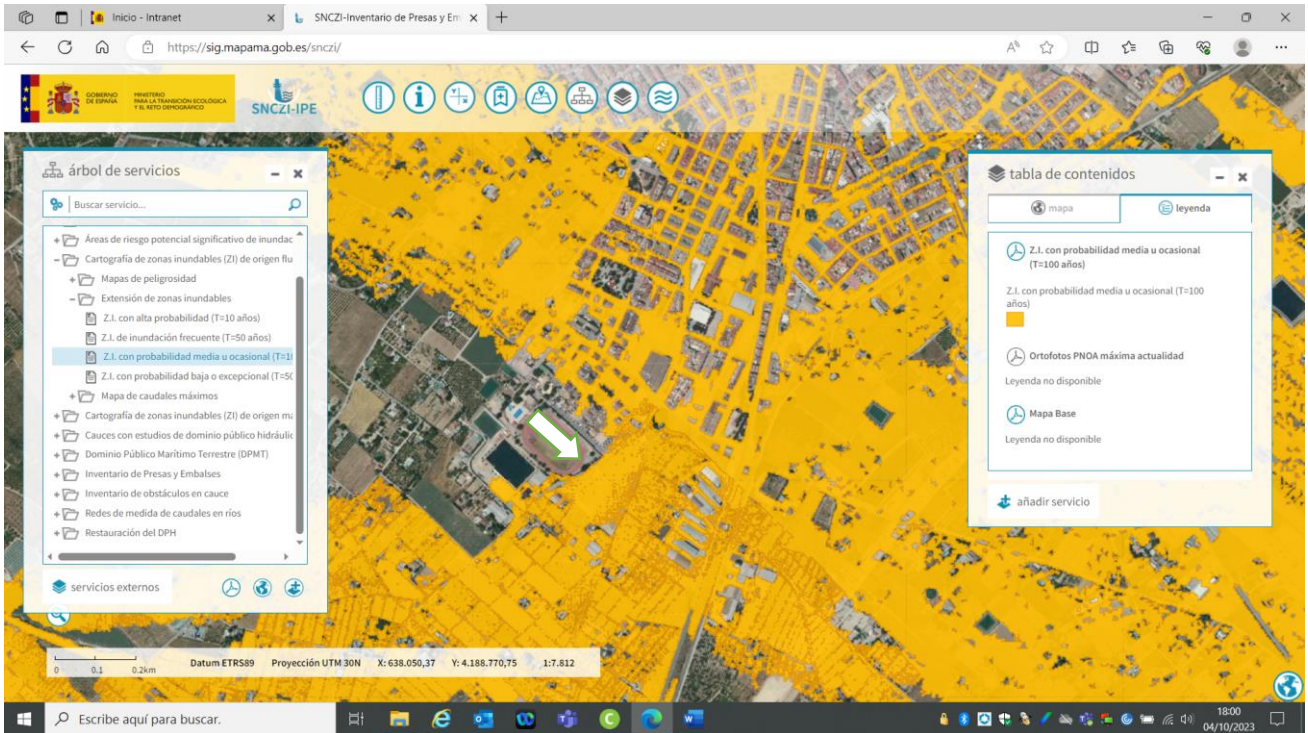 Inicio - Intranet
SNCZI-Inventario de Presas y Em
https://sig.mapama.gob.es/snczi/
GOBIERNO
DE ESPAÑA
MINISTERIO
PARA LA TRANSICIÓN ECOLÓGICA
Y EL RETO DEMOGRÁFICO
SNCZI-IPE
árbol de servicios
Buscar servicio...
Áreas de riesgo potencial significativo de inundac
Cartografía de zonas inundables (ZI) de origen flu
Mapas de peligrosidad
Extensión de zonas inundables
Z.I. con alta probabilidad (T=10 años)
Z.I. de inundación frecuente (T=50 años)
Z.I. con probabilidad media u ocasional (T=10
Z.I. con probabilidad baja o excepcional (T=50
Mapa de caudales máximos
Cartografía de zonas inundables (ZI) de origen ma
Cauces con estudios de dominio público hidráulic
Dominio Público Marítimo Terrestre (DPMT)
Inventario de Presas y Embalses
Inventario de obstáculos en cauce
Redes de medida de caudales en ríos
Restauración del DPH
servicios externos
tabla de contenidos
mapa
leyenda
Z.I. con probabilidad media u ocasional
(T=100 años)
Z.I. con probabilidad media u ocasional (T=100
años)
Ortofotos PNOA máxima actualidad
Leyenda no disponible
Mapa Base
Leyenda no disponible
añadir servicio
0 0.1 0.2km
Datum ETRS89 Proyección UTM 30N X: 638.050,37 Y: 4.188.770,75 1:7.812
Escribe aquí para buscar.
18:00
04/10/2023